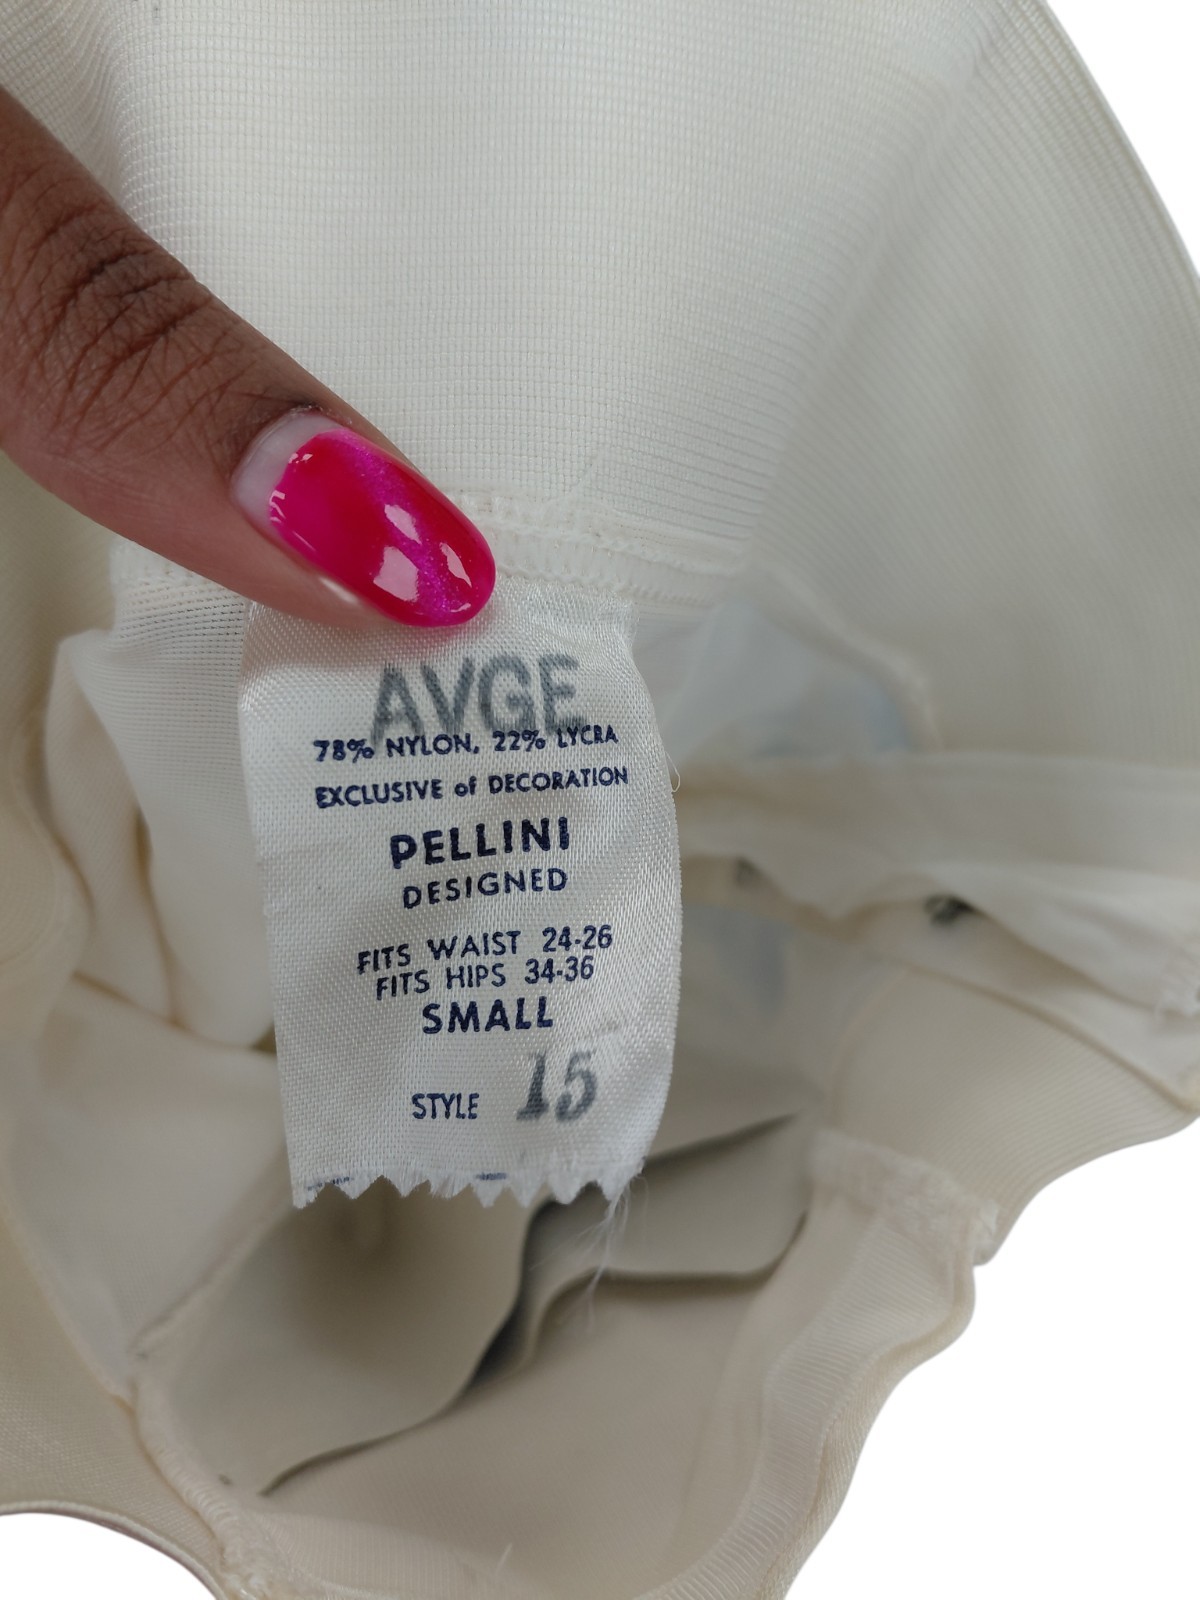 AVGE
78% NYLON, 22% LYCRA
EXCLUSIVE of DECORATION
PELLINI
DESIGNED
FITS WAIST 24-26
FITS HIPS 34-36
SMALL
STYLE 15